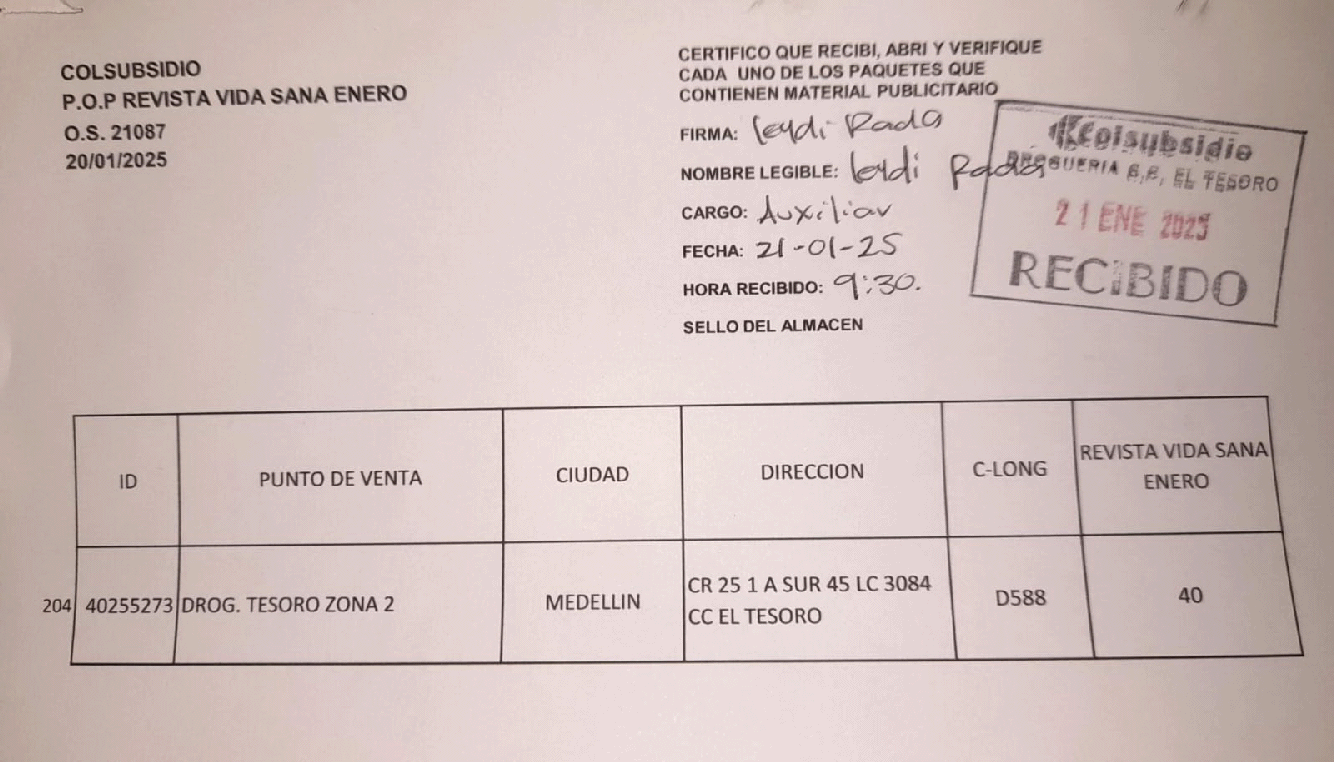 COLSUBSIDIO
P.O.P REVISTA VIDA SANA ENERO
O.S. 21087
20/01/2025
CERTIFICO QUE RECIBI, ABRI Y VERIFIQUE
CADA UNO DE LOS PAQUETES QUE
CONTIENEN MATERIAL PUBLICITARIO
FIRMA: leydi Rada
NOMBRE LEGIBLE: leydi Rada
CARGO: Auxiliar
FECHA: 21-01-25
HORA RECIBIDO: 9:30.
SELLO DEL ALMACEN
Colsubsidio
DROGUERIA EL TESORO
21 ENE 2025
RECIBIDO
ID PUNTO DE VENTA CIUDAD DIRECCION C-LONG REVISTA VIDA SANA
ENERO
204 40255273 DROG. TESORO ZONA 2 MEDELLIN CR 25 1 A SUR 45 LC 3084 D588 40
CC EL TESORO